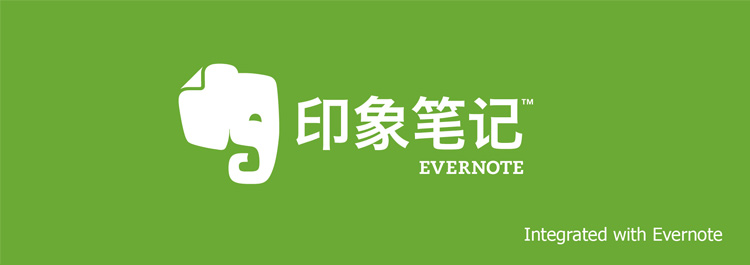 印象笔记™
EVERNOTE
Integrated with Evernote